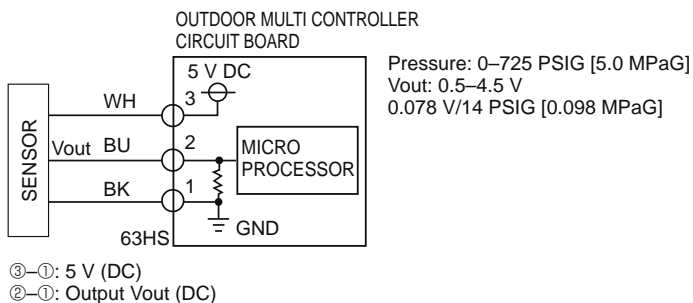 OUTDOOR MULTI CONTROLLER
CIRCUIT BOARD
Pressure: 0–725 PSIG [5.0 MPaG]
Vout: 0.5–4.5 V
0.078 V/14 PSIG [0.098 MPaG]
5 V DC
SENSOR
WH
3
Vout BU
2
MICRO
PROCESSOR
BK
1
GND
63HS
③–①: 5 V (DC)
②–①: Output Vout (DC)